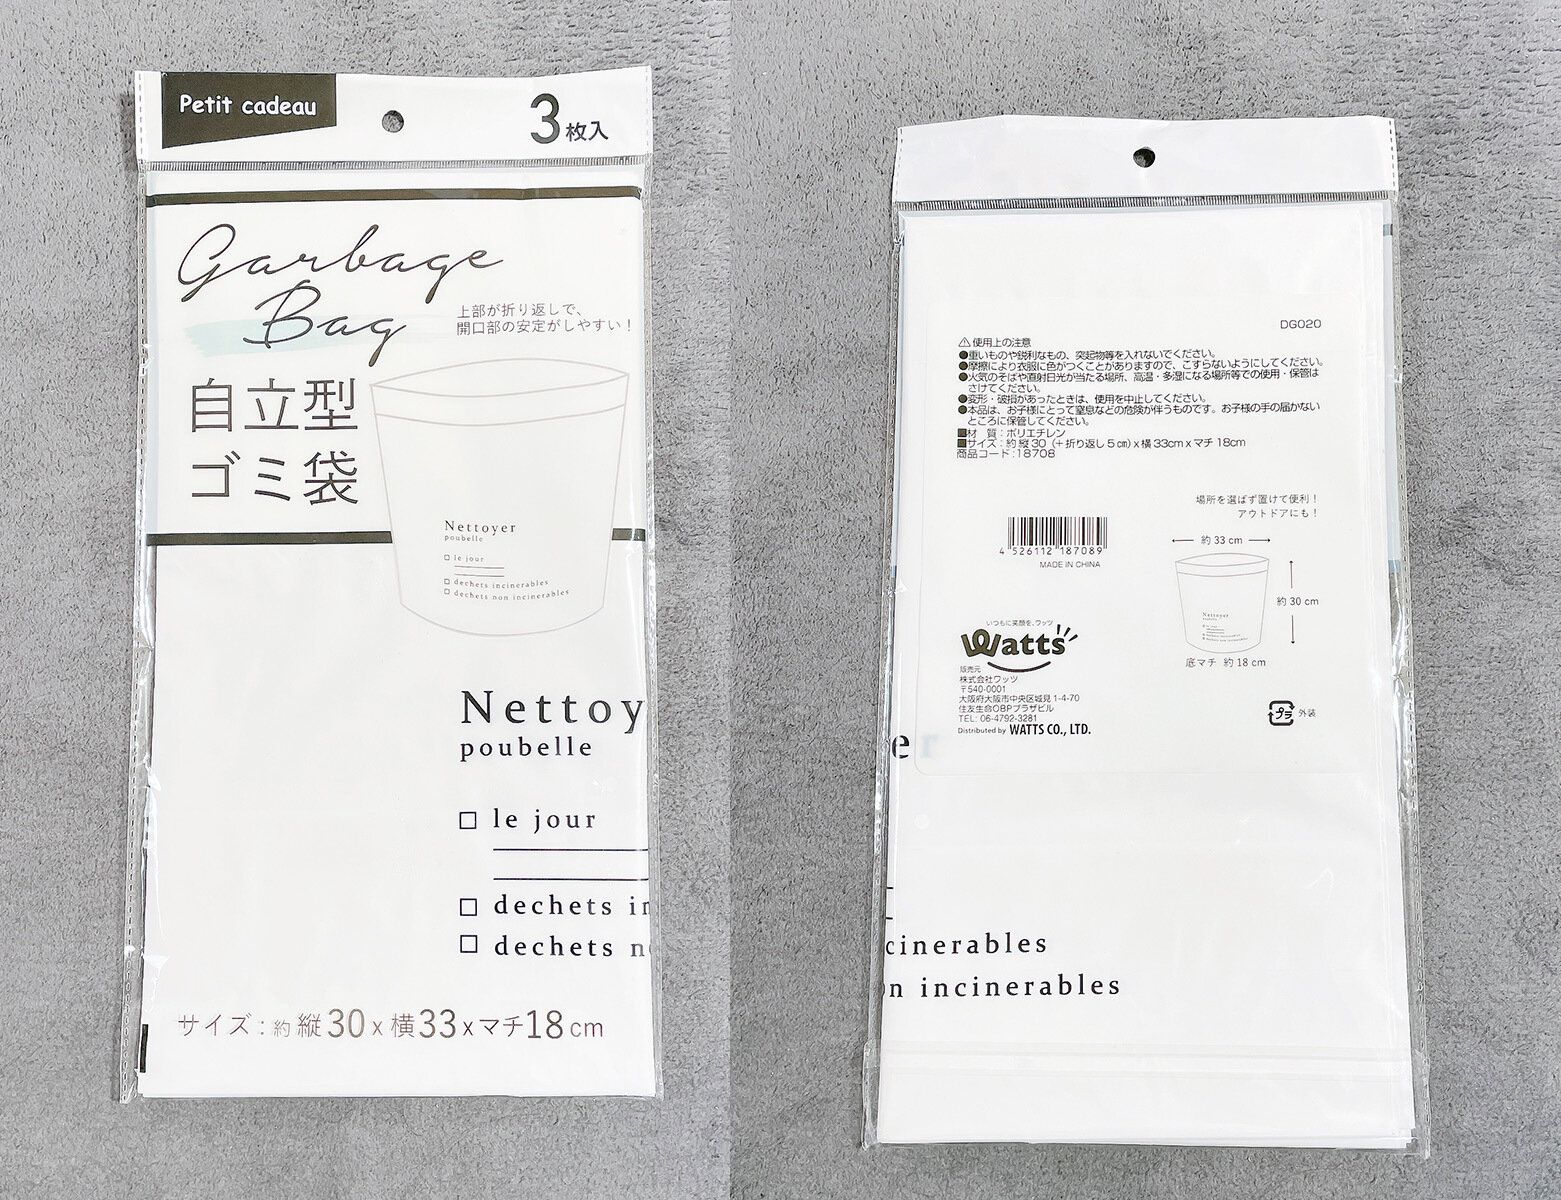 Petit cadeau
3枚入
Garbage
Bag
上部が折り返しで、
開口部の安定がしやすい!
自立型
ゴミ袋
Nettoyer
poubelle
□ le jour
□ dechets incinerables
□ dechets non incinerables
Nettoy
poubelle
□ le jour
□ dechets in
□ dechets n
サイズ:約 縦30 x 横33 x マチ18cm
DG020
⚠使用上の注意
●重いものや鋭利なもの、突起物等を入れないでください。
●摩擦により衣服に色がつくことがありますので、こすらないようにしてください。
●火気のそばや直射日光が当たる場所、高温・多湿になる場所等での使用・保管は
さけてください。
●変形・破損があったときは、使用を中止してください。
●本品は、お子様にとって窒息などの危険が伴うものです。お子様の手の届かない
ところに保管してください。
■材 質:ポリエチレン
■サイズ:約 縦30(+折り返し5cm)x横33cmxマチ18cm
商品コード:18708
場所を選ばず置けて便利!
アウトドアにも!
4 526112 187089
MADE IN CHINA
約 33 cm
約 30 cm
Nettoyer
底マチ 約 18 cm
いつもに笑顔を、ワッツ
Watts
販売元
株式会社ワッツ
〒540-0001
大阪府大阪市中央区城見 1-4-70
住友生命OBPプラザビル
TEL: 06-4792-3281
Distributed by WATTS CO., LTD.
プラ 外装
er
cinerables
n incinerables